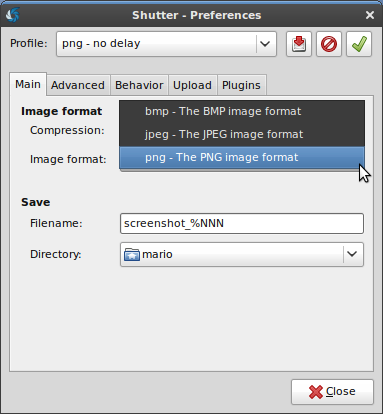 Shutter - Preferences
Profile: png - no delay
Main Advanced Behavior Upload Plugins
Image format
bmp - The BMP image format
Compression:
jpeg - The JPEG image format
Image format:
png - The PNG image format
Save
Filename: screenshot_%NNN
Directory: mario
Close